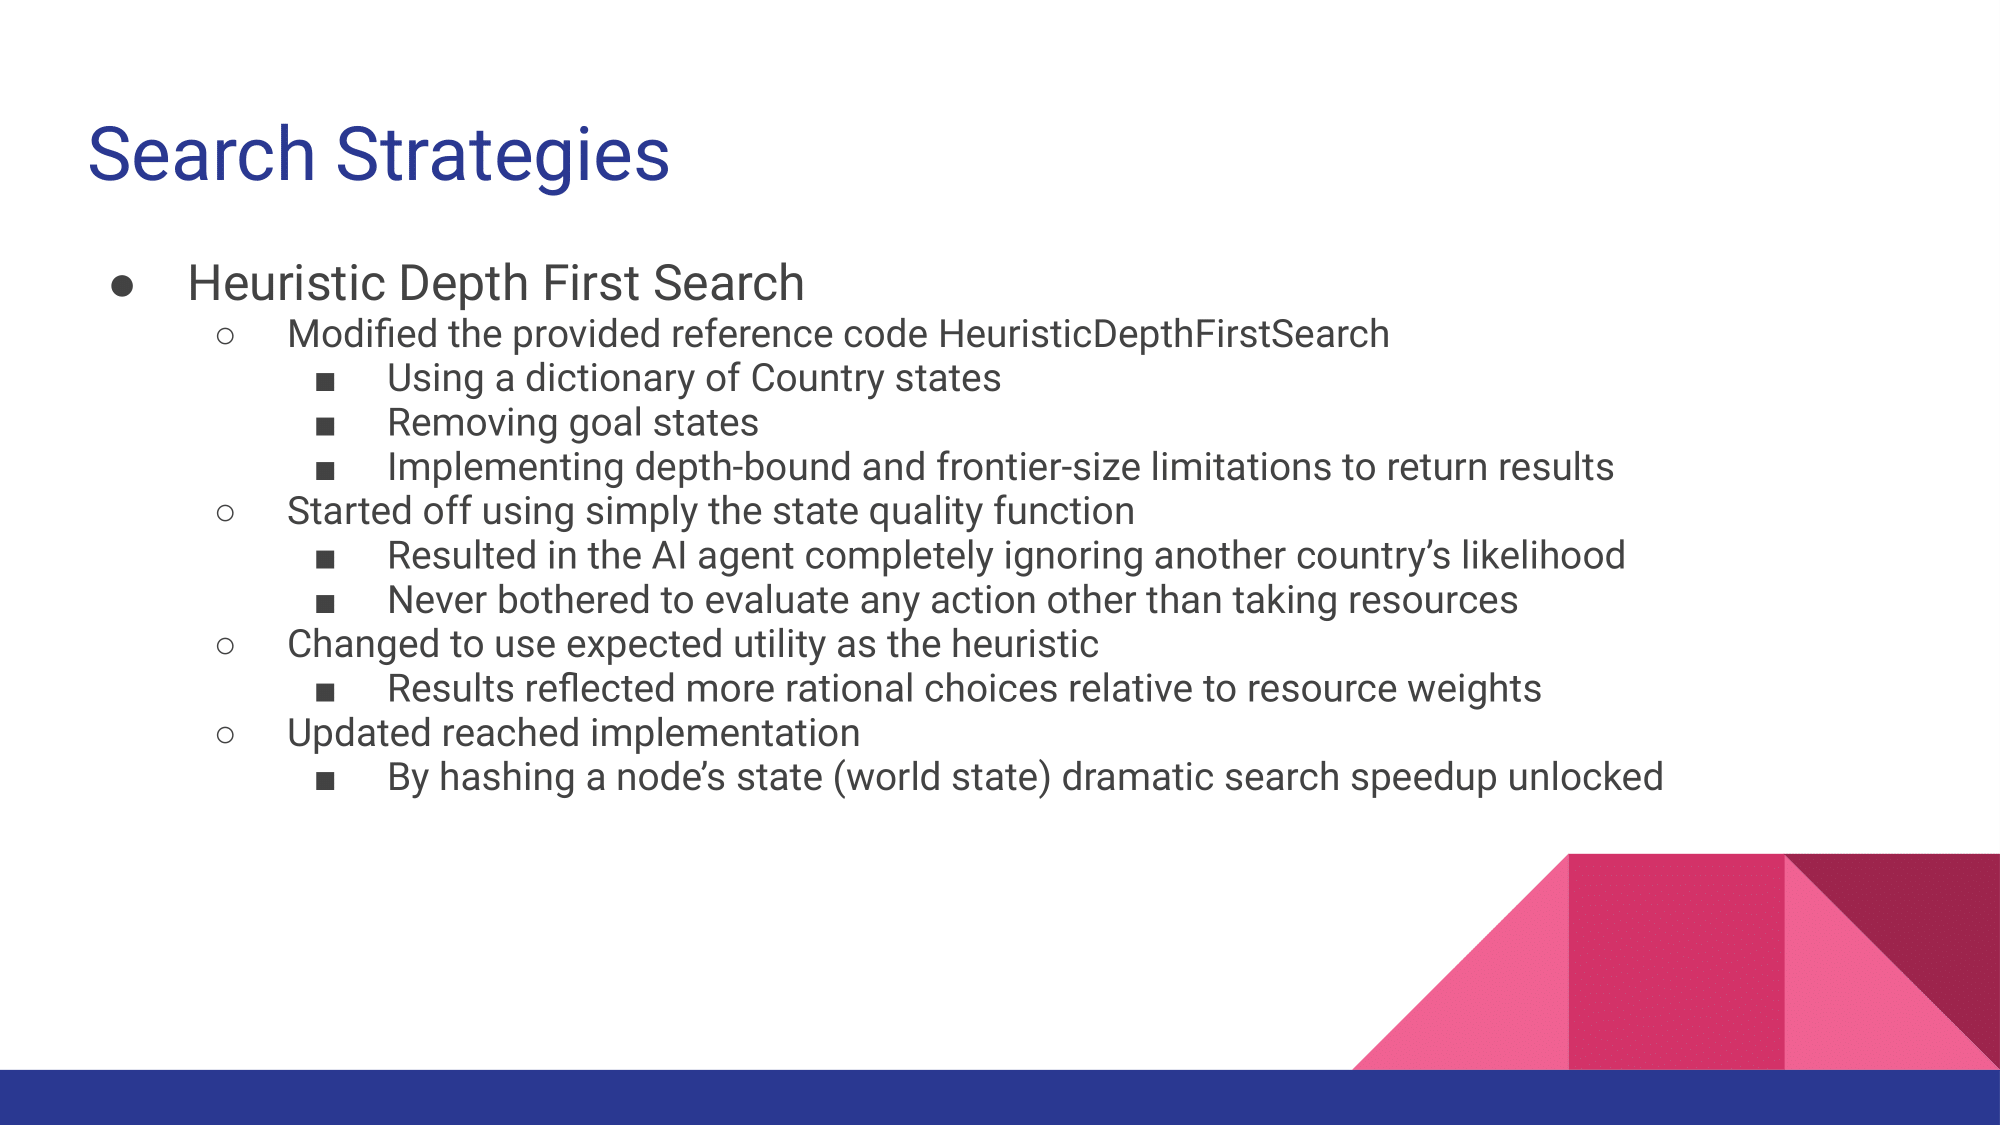 Search Strategies
● Heuristic Depth First Search
○ Modified the provided reference code HeuristicDepthFirstSearch
■ Using a dictionary of Country states
■ Removing goal states
■ Implementing depth-bound and frontier-size limitations to return results
○ Started off using simply the state quality function
■ Resulted in the AI agent completely ignoring another country’s likelihood
■ Never bothered to evaluate any action other than taking resources
○ Changed to use expected utility as the heuristic
■ Results reflected more rational choices relative to resource weights
○ Updated reached implementation
■ By hashing a node’s state (world state) dramatic search speedup unlocked